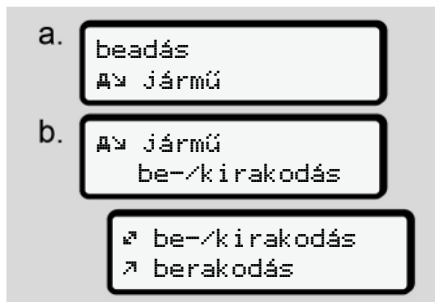 a.
beadás
jármű
b.
jármű
be-/kirakodás
be-/kirakodás
berakodás